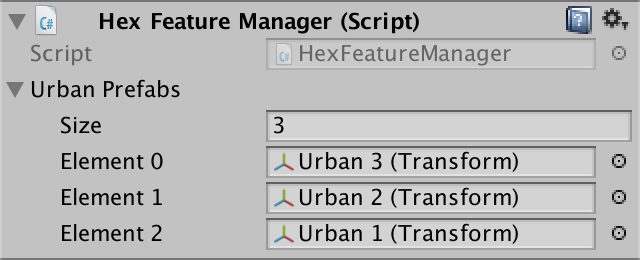 C# Hex Feature Manager (Script)
Script C# HexFeatureManager
Urban Prefabs
Size 3
Element 0 Urban 3 (Transform)
Element 1 Urban 2 (Transform)
Element 2 Urban 1 (Transform)